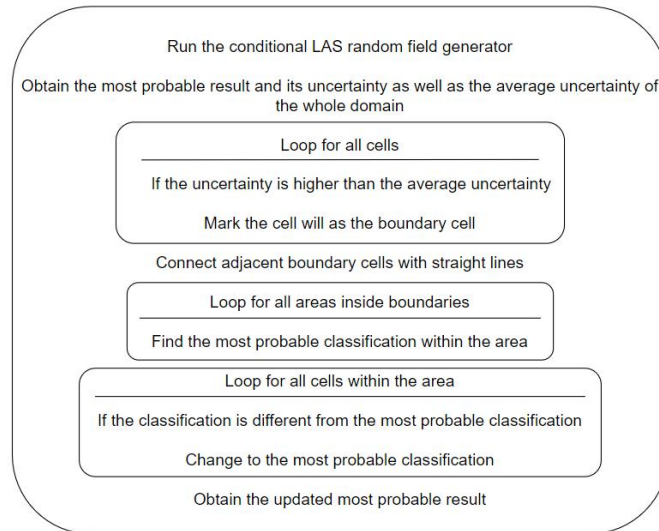 Run the conditional LAS random field generator
Obtain the most probable result and its uncertainty as well as the average uncertainty of
the whole domain
Loop for all cells
If the uncertainty is higher than the average uncertainty
Mark the cell will as the boundary cell
Connect adjacent boundary cells with straight lines
Loop for all areas inside boundaries
Find the most probable classification within the area
Loop for all cells within the area
If the classification is different from the most probable classification
Change to the most probable classification
Obtain the updated most probable result